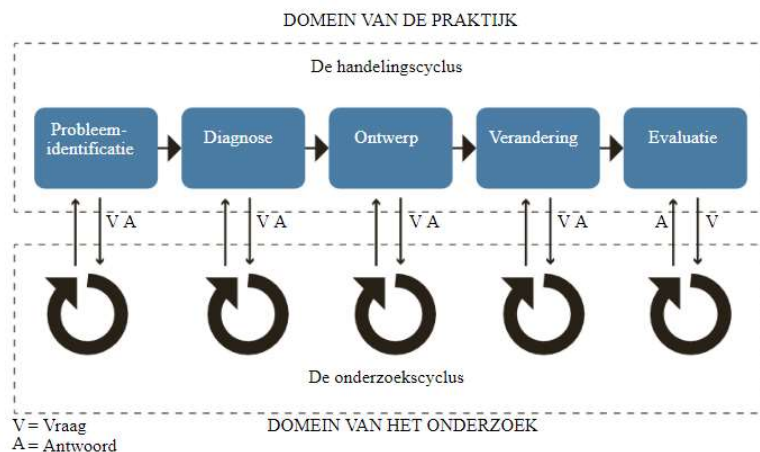 DOMEIN VAN DE PRAKTIJK
De handelingscyclus
Probleem-
identificatie
Diagnose
Ontwerp
Verandering
Evaluatie
V A
V A
V A
V A
A
V
De onderzoekscyclus
V = Vraag
DOMEIN VAN HET ONDERZOEK
A = Antwoord